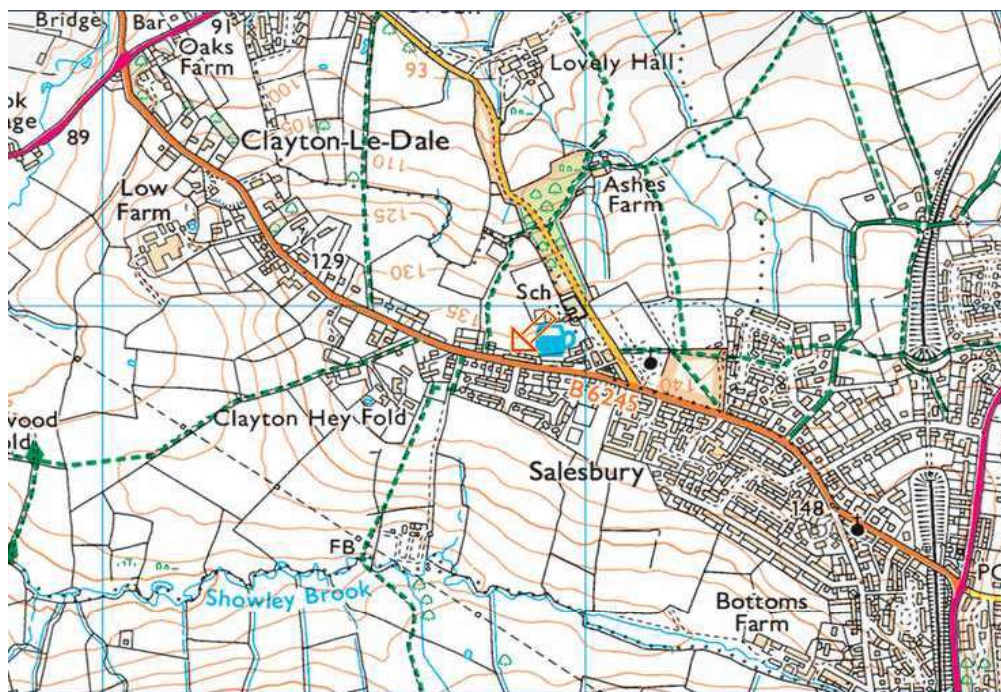 Bridge
Bar
91
Oaks
Farm
93
Lovely Hall
89
100
105
Clayton-Le-Dale
110
Low
Farm
125
Ashes
Farm
129
130
Sch
135
B 6245
140
Clayton Hey Fold
Salesbury
148
FB
Showley Brook
Bottoms
Farm